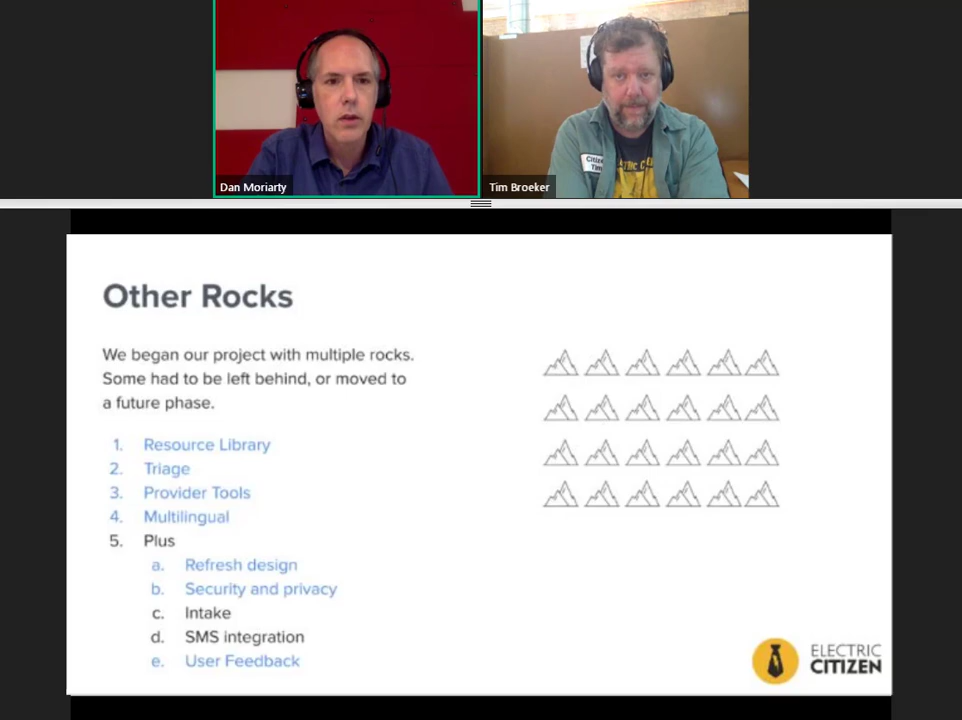 Dan Moriarty
Tim Broeker
Citizen
Tim
Other Rocks
We began our project with multiple rocks.
Some had to be left behind, or moved to
a future phase.
1. Resource Library
2. Triage
3. Provider Tools
4. Multilingual
5. Plus
a. Refresh design
b. Security and privacy
c. Intake
d. SMS integration
e. User Feedback
ELECTRIC
CITIZEN